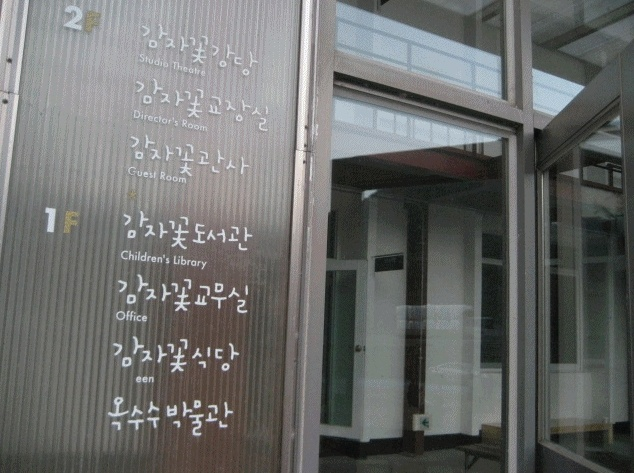 2F
감자꽃강당
Studio Theatre
감자꽃교장실
Director's Room
감자꽃관사
Guest Room
1F
감자꽃도서관
Children's Library
감자꽃교무실
Office
감자꽃식당
een
옥수수박물관